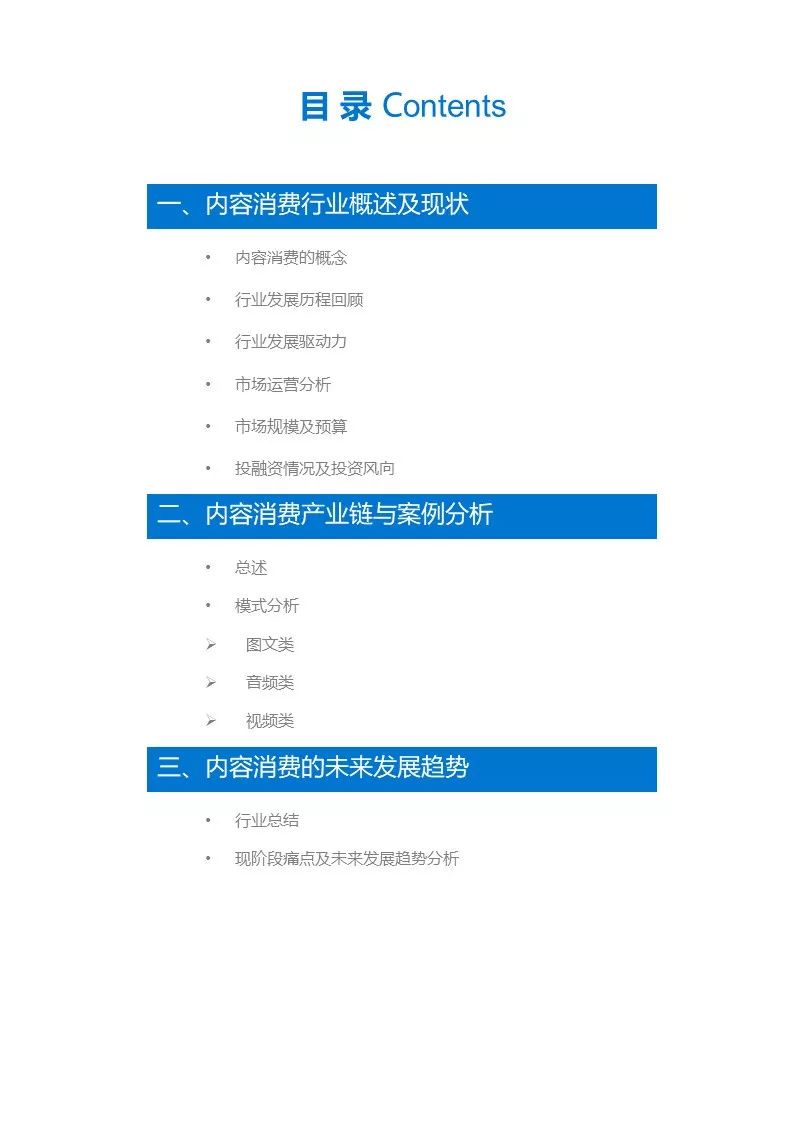 目 录 Contents
一、内容消费行业概述及现状
• 内容消费的概念
• 行业发展历程回顾
• 行业发展驱动力
• 市场运营分析
• 市场规模及预算
• 投融资情况及投资风向
二、内容消费产业链与案例分析
• 总述
• 模式分析
➢ 图文类
➢ 音频类
➢ 视频类
三、内容消费的未来发展趋势
• 行业总结
• 现阶段痛点及未来发展趋势分析